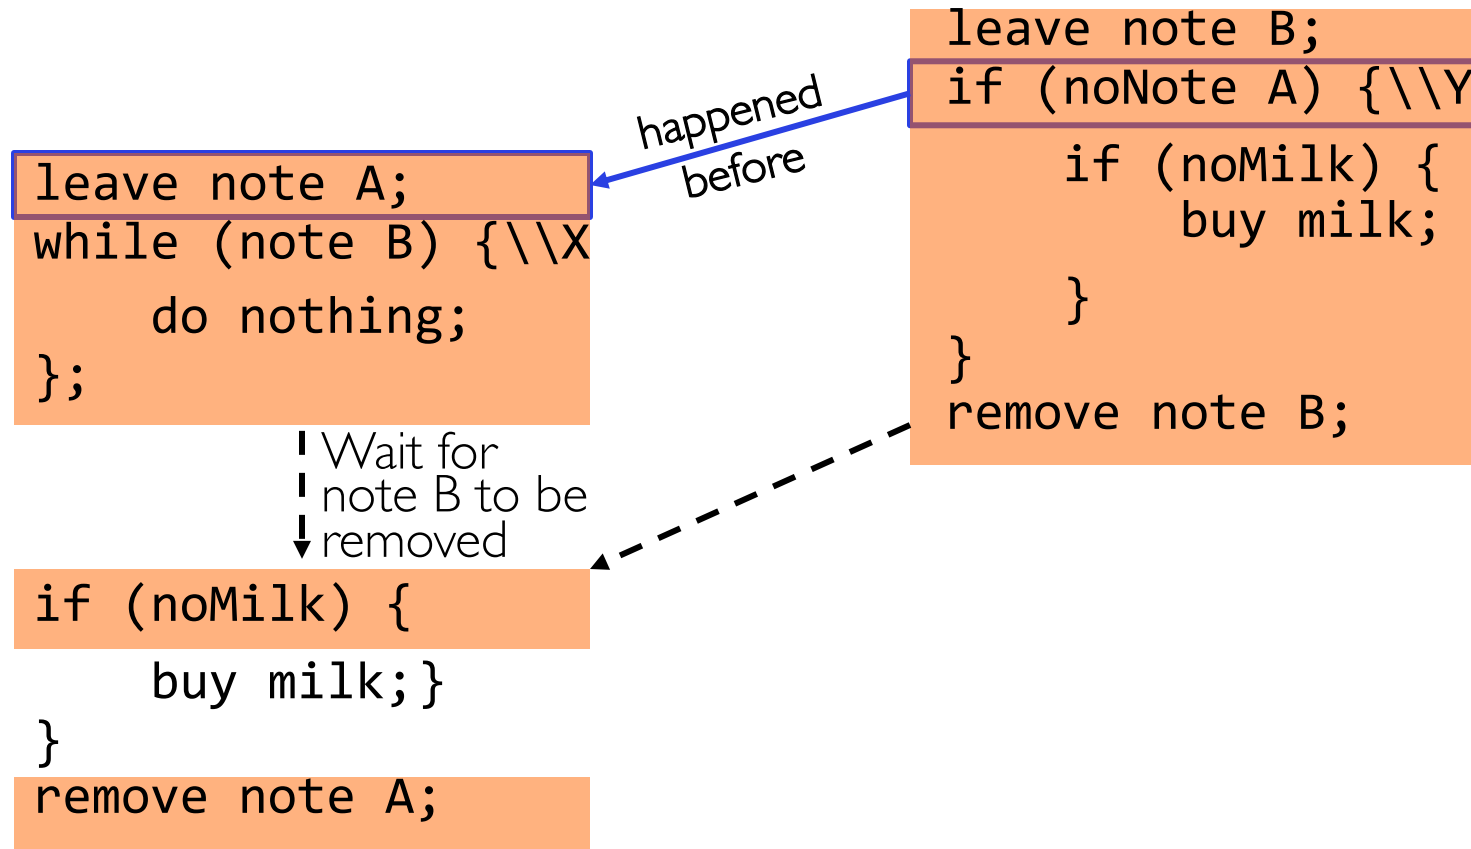 leave note A;
while (note B) {\\X
do nothing;
};
Wait for
note B to be
removed
if (noMilk) {
buy milk;}
}
remove note A;
happened
before
leave note B;
if (noNote A) {\\Y
if (noMilk) {
buy milk;
}
}
remove note B;